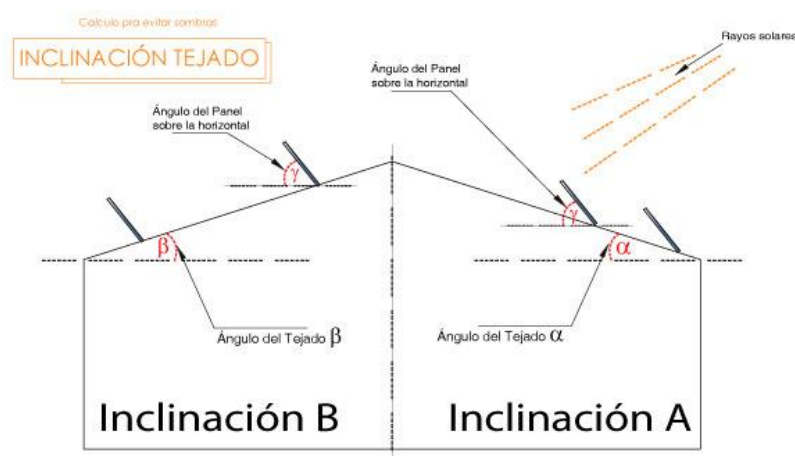 Calculo pra evitar sombras
INCLINACIÓN TEJADO
Rayos solares
Ángulo del Panel
sobre la horizontal
Ángulo del Panel
sobre la horizontal
γ
γ
β
α
Ángulo del Tejado β
Ángulo del Tejado α
Inclinación B
Inclinación A